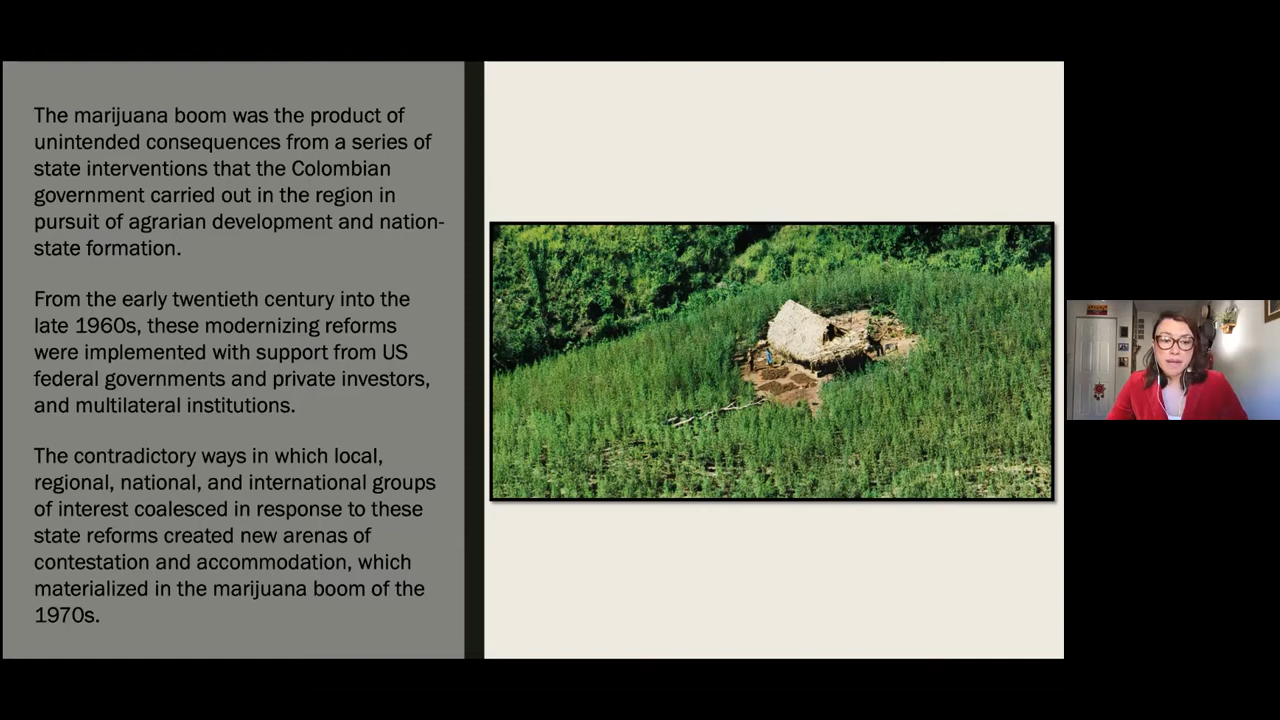 The marijuana boom was the product of
unintended consequences from a series of
state interventions that the Colombian
government carried out in the region in
pursuit of agrarian development and nation-
state formation.
From the early twentieth century into the
late 1960s, these modernizing reforms
were implemented with support from US
federal governments and private investors,
and multilateral institutions.
The contradictory ways in which local,
regional, national, and international groups
of interest coalesced in response to these
state reforms created new arenas of
contestation and accommodation, which
materialized in the marijuana boom of the
1970s.